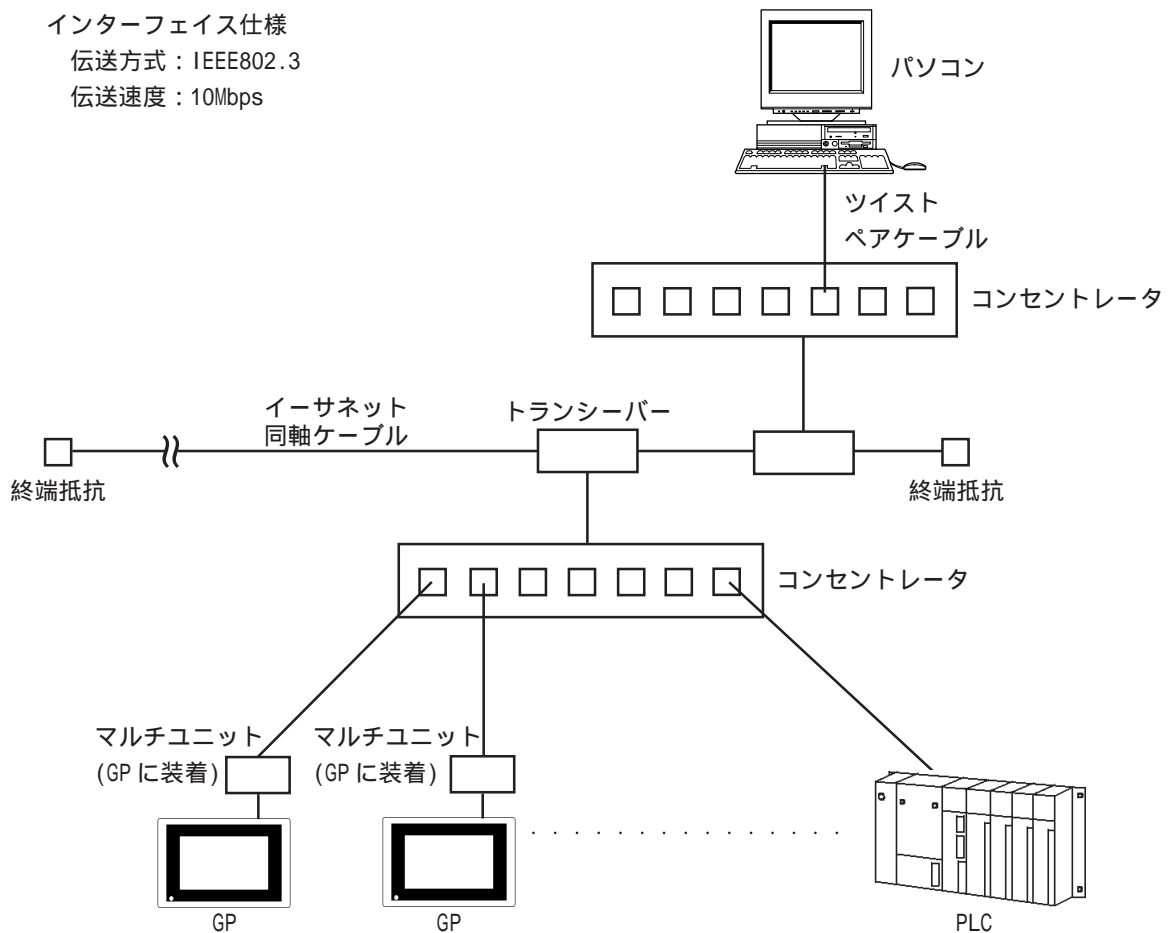 インターフェイス仕様
伝送方式：IEEE802.3
伝送速度：10Mbps
パソコン
ツイスト
ペアケーブル
コンセントレータ
イーサネット
同軸ケーブル
トランシーバー
終端抵抗
終端抵抗
コンセントレータ
マルチユニット
(GPに装着)
マルチユニット
(GPに装着)
GP
GP
PLC